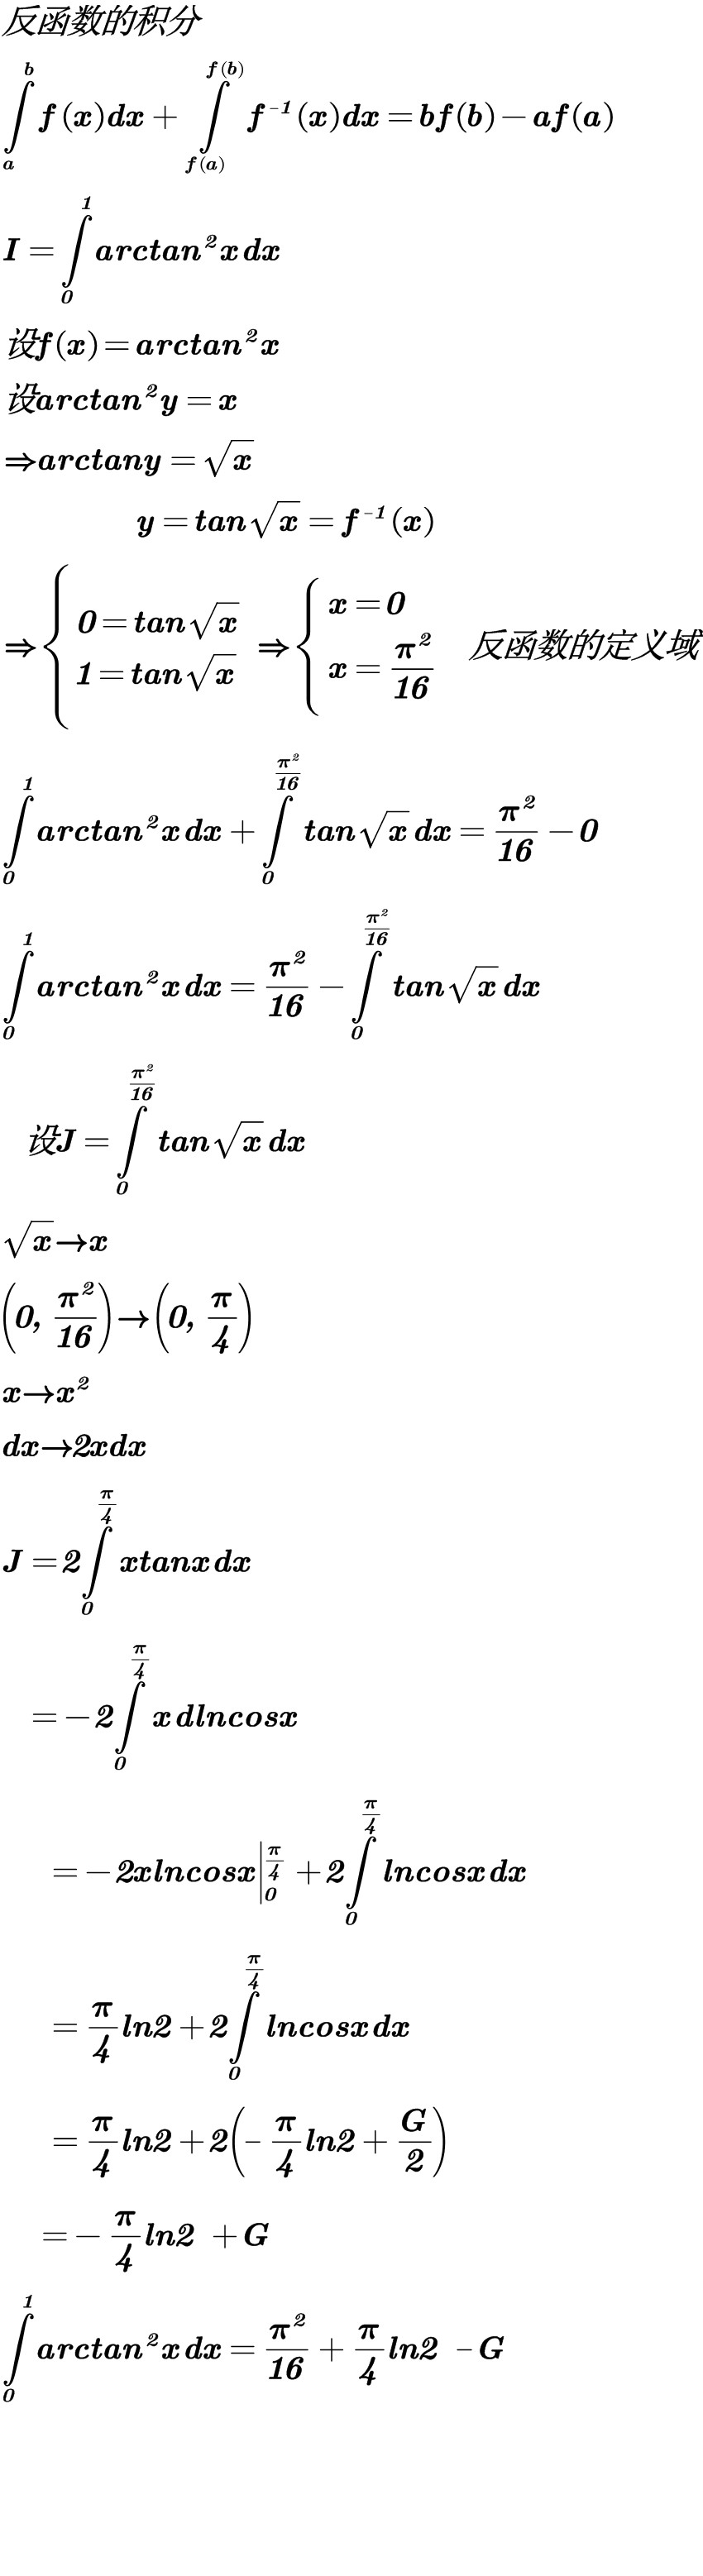 反函数的积分
∫_a^b f(x)dx + ∫_{f(a)}^{f(b)} f⁻¹(x)dx = bf(b) − af(a)
I = ∫_0^1 arctan²x dx
设f(x) = arctan²x
设arctan²y = x
⇒arctany = √x
y = tan√x = f⁻¹(x)
⇒{ 0 = tan√x, 1 = tan√x ⇒ { x = 0, x = π²/16 反函数的定义域
∫_0^1 arctan²x dx + ∫_0^{π²/16} tan√x dx = π²/16 − 0
∫_0^1 arctan²x dx = π²/16 − ∫_0^{π²/16} tan√x dx
设J = ∫_0^{π²/16} tan√x dx
√x→x
(0, π²/16)→(0, π/4)
x→x²
dx→2xdx
J = 2∫_0^{π/4} xtanx dx
= −2∫_0^{π/4} x dlncosx
= −2xlncosx|_0^{π/4} + 2∫_0^{π/4} lncosx dx
= π/4 ln2 + 2∫_0^{π/4} lncosx dx
= π/4 ln2 + 2(−π/4 ln2 + G/2)
= −π/4 ln2 + G
∫_0^1 arctan²x dx = π²/16 + π/4 ln2 − G